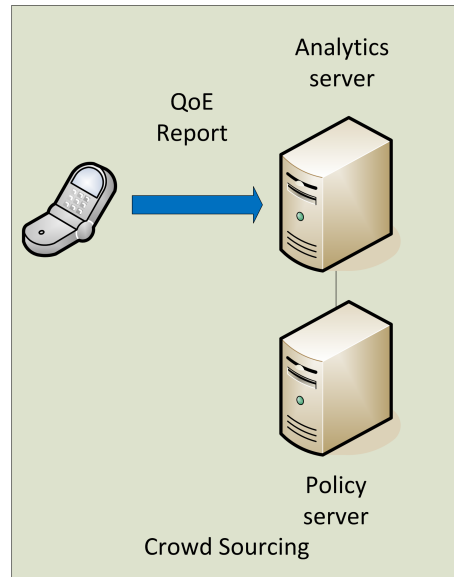 Analytics
server
QoE
Report
Policy
server
Crowd Sourcing